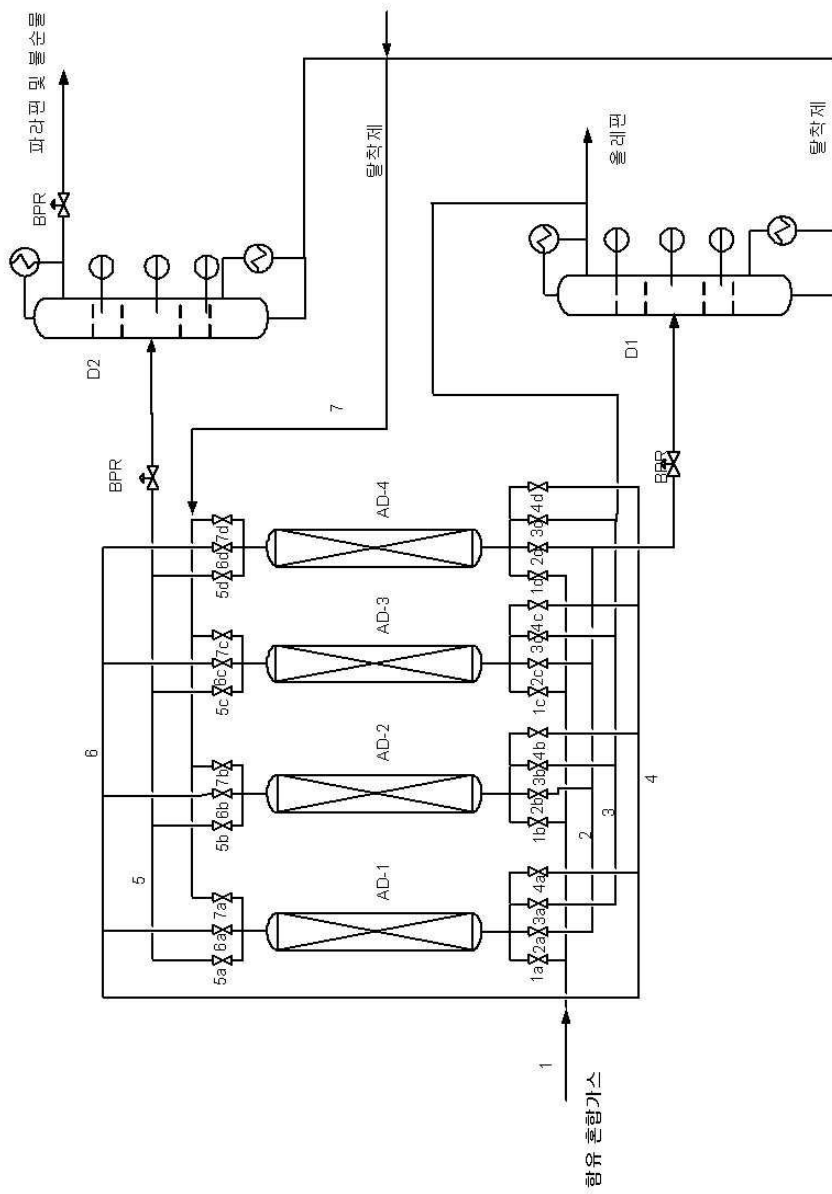 파라핀 및 불순물
BPR
D2
탈착제
올레핀
탈착제
D1
BPR
BPR
7
6
5
5a 6a 7a
5b 6b 7b
5c 6c 7c
5d 6d 7d
AD-1
AD-2
AD-3
AD-4
1a 2a 3a 4a
1b 2b 3b 4b
1c 2c 3c 4c
1d 2d 3d 4d
1
2
3
4
함유 혼합가스